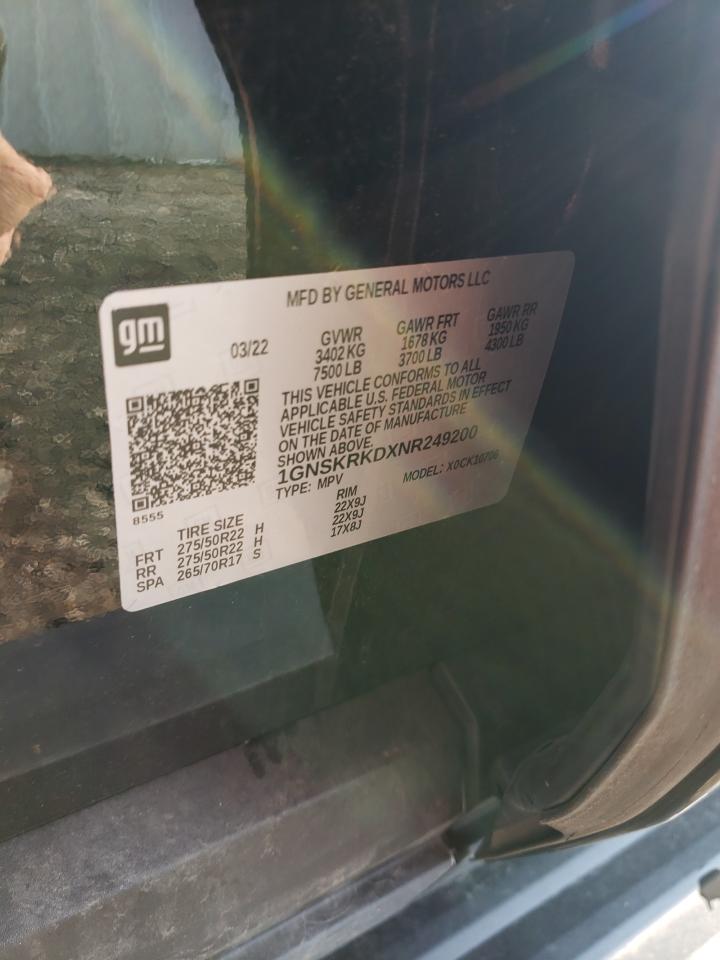 MFD BY GENERAL MOTORS LLC
gm
03/22
GVWR GAWR FRT GAWR RR
3402 KG 1678 KG 1950 KG
7500 LB 3700 LB 4300 LB
THIS VEHICLE CONFORMS TO ALL
APPLICABLE U.S. FEDERAL MOTOR
VEHICLE SAFETY STANDARDS IN EFFECT
ON THE DATE OF MANUFACTURE
SHOWN ABOVE.
1GNSKRKDXNR249200
TYPE: MPV MODEL: X0CK10706
8555
TIRE SIZE RIM
FRT 275/50R22 H 22X9J
RR 275/50R22 H 22X9J
SPA 265/70R17 S 17X8J